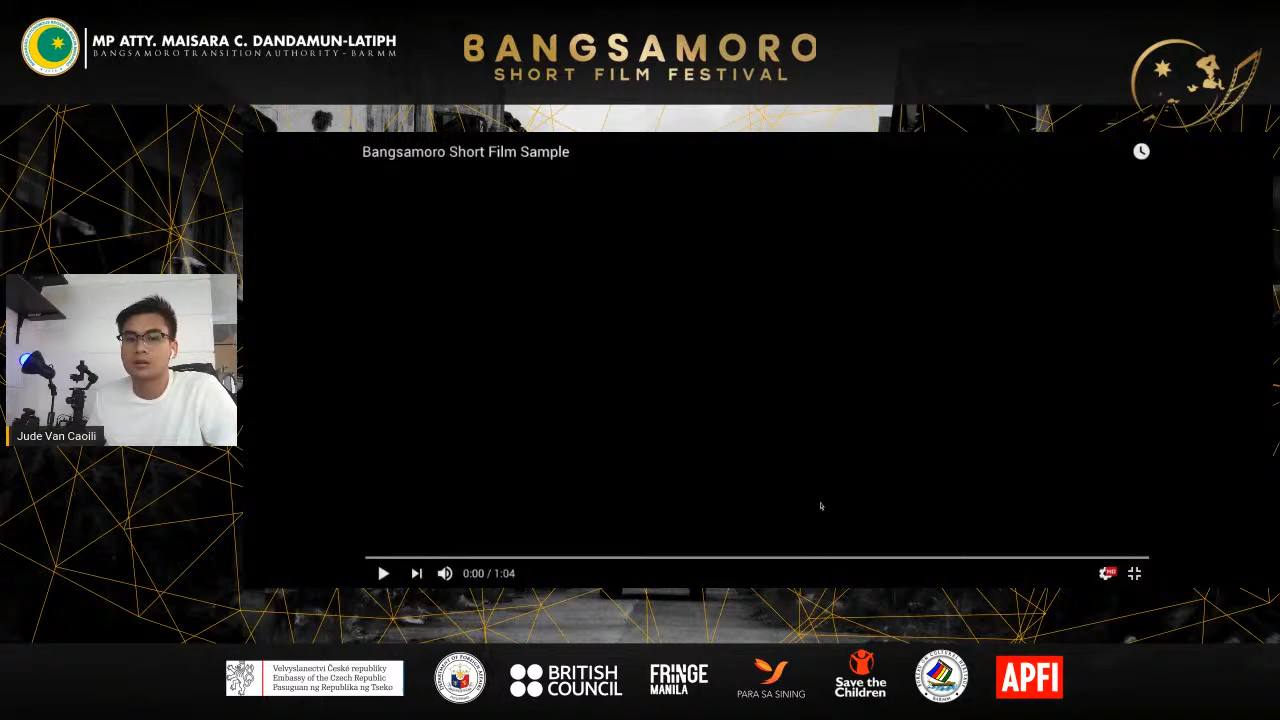 MP ATTY. MAISARA C. DANDAMUN-LATIPH
BANGSAMORO TRANSITION AUTHORITY - BARMM
BANGSAMORO
SHORT FILM FESTIVAL
Bangsamoro Short Film Sample
Jude Van Caoili
0:00 / 1:04
HD
Velvyslanectví České republiky
Embassy of the Czech Republic
Pasuguan ng Republika ng Tseko
BRITISH
COUNCIL
FRINGE
MANILA
PARA SA SINING
Save the
Children
APFI